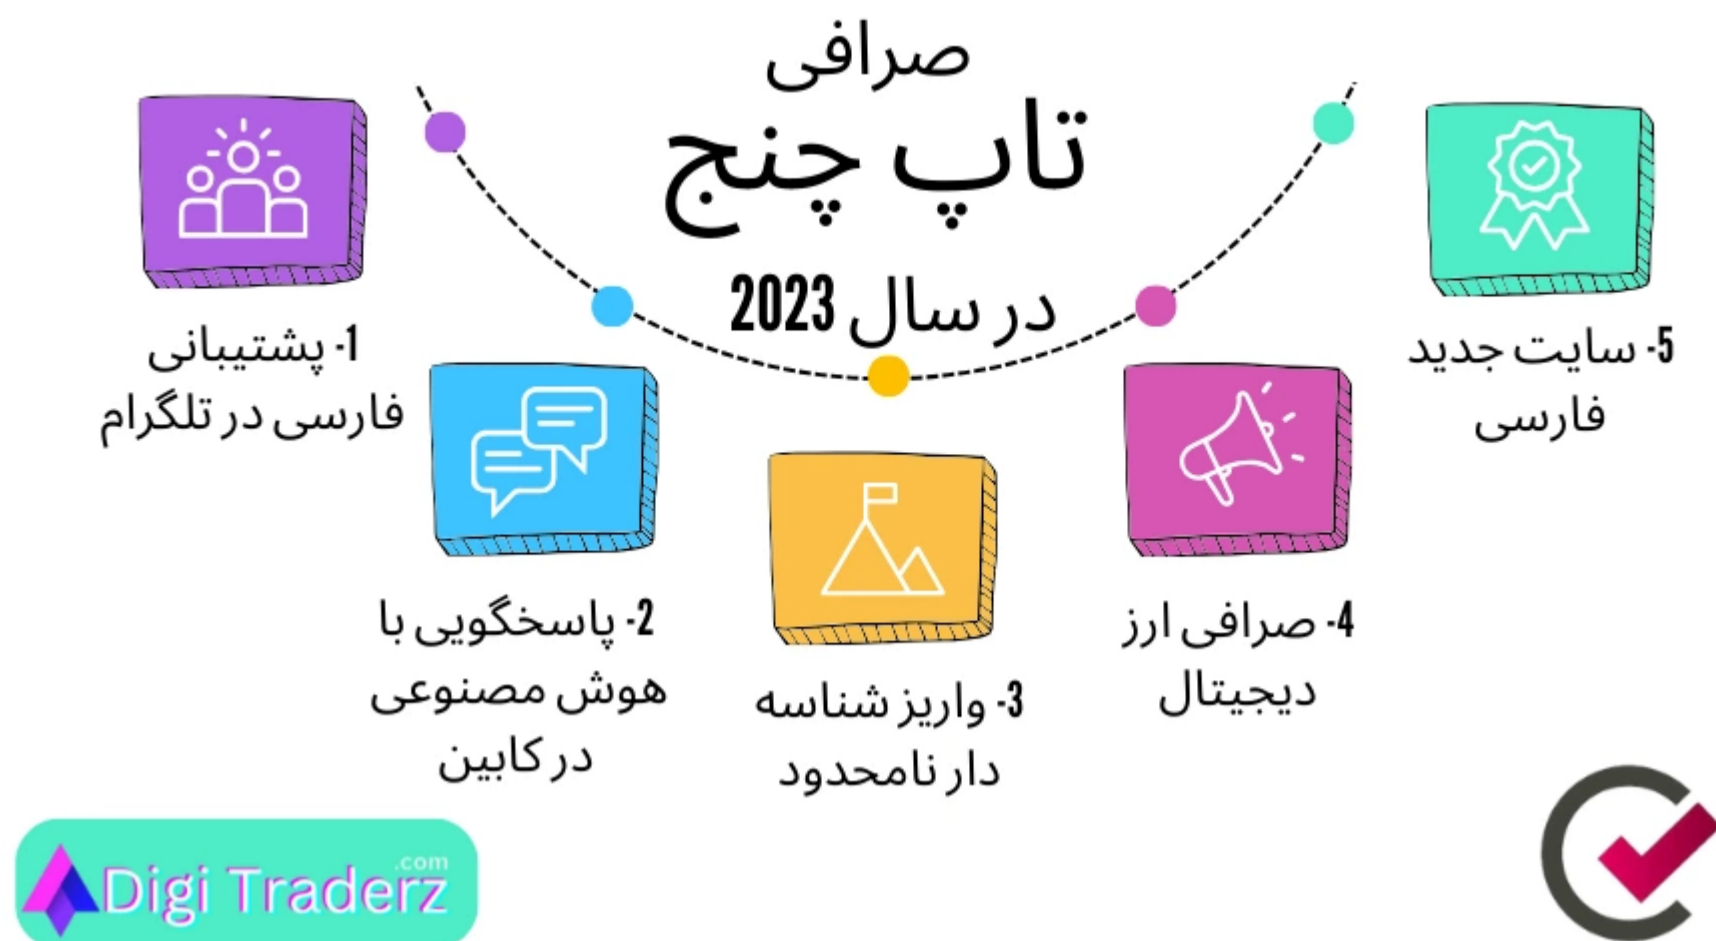 صرافی
تاپ چنج
در سال 2023
1- پشتیبانی
فارسی در تلگرام
2- پاسخگویی با
هوش مصنوعی
در کابین
3- واریز شناسه
دار نامحدود
4- صرافی ارز
دیجیتال
5- سایت جدید
فارسی
Digi Traderz.com